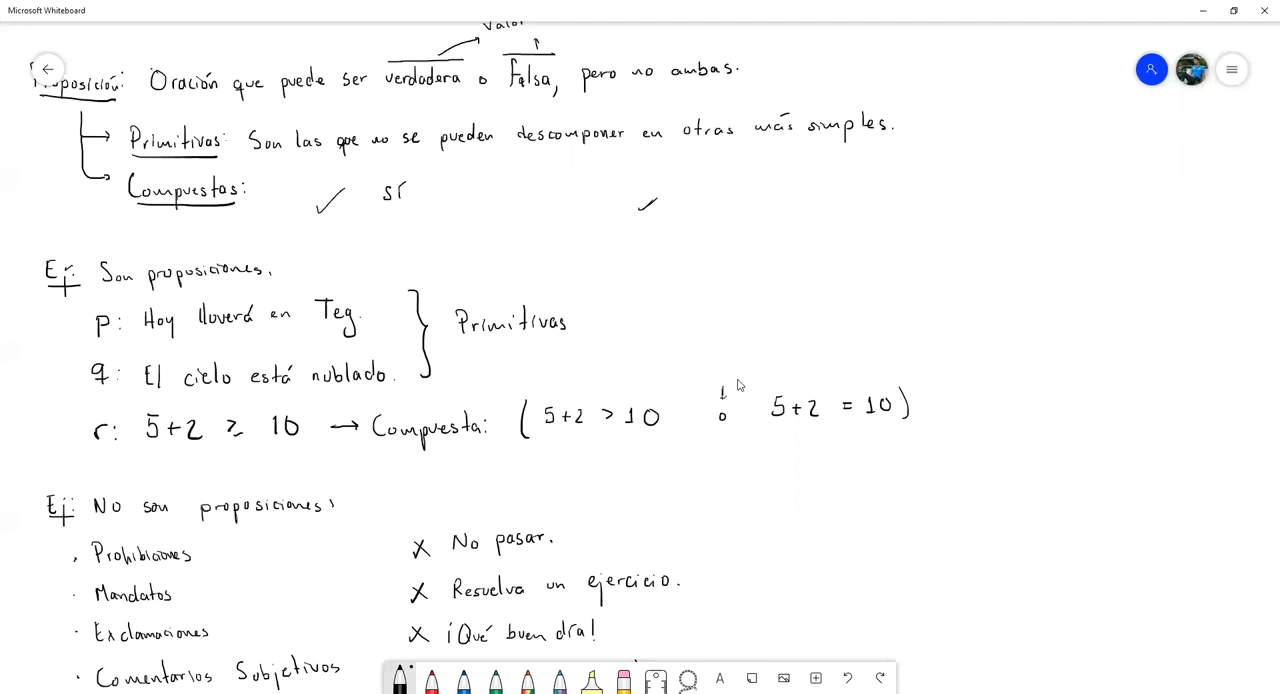 Microsoft Whiteboard
Valor
Proposición: Oración que puede ser verdadera o falsa, pero no ambas.
Primitivas: Son las que no se pueden descomponer en otras más simples.
Compuestas: ✓ Sí ✓
Ej: Son proposiciones.
p: Hoy lloverá en Teg.
q: El cielo está nublado.
Primitivas
r: 5+2 ≥ 10 → Compuesta: (5+2 > 10 o 5+2 = 10)
Ej: No son proposiciones:
· Prohibiciones X No pasar.
· Mandatos X Resuelva un ejercicio.
· Exclamaciones X ¡Qué buen día!
· Comentarios Subjetivos